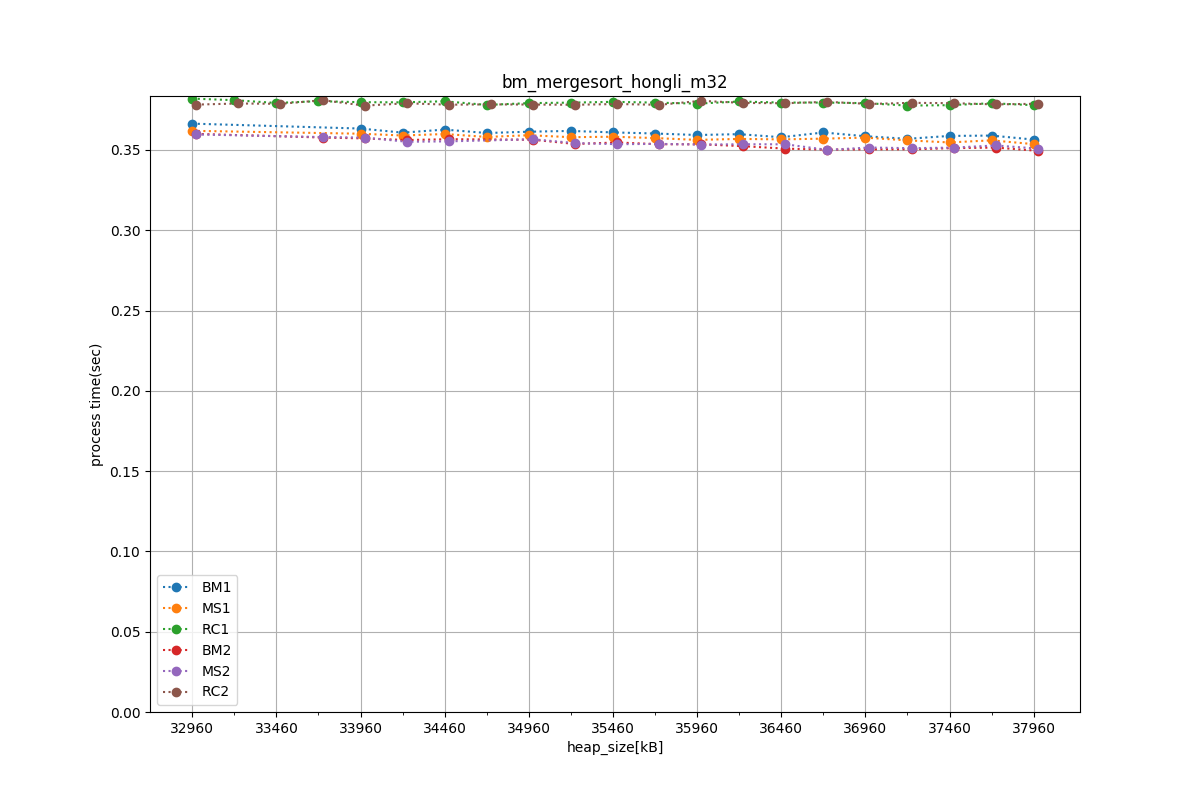 bm_mergesort_hongli_m32
process time(sec)
0.35
0.30
0.25
0.20
0.15
0.10
0.05
0.00
BM1
MS1
RC1
BM2
MS2
RC2
32960 33460 33960 34460 34960 35460 35960 36460 36960 37460 37960
heap_size[kB]